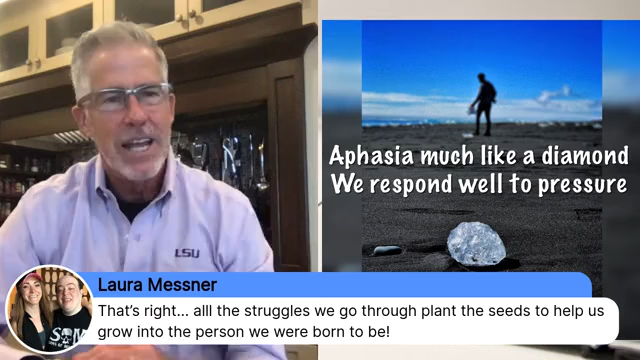 Aphasia much like a diamond
We respond well to pressure
LSU
Laura Messner
That's right... alll the struggles we go through plant the seeds to help us
grow into the person we were born to be!